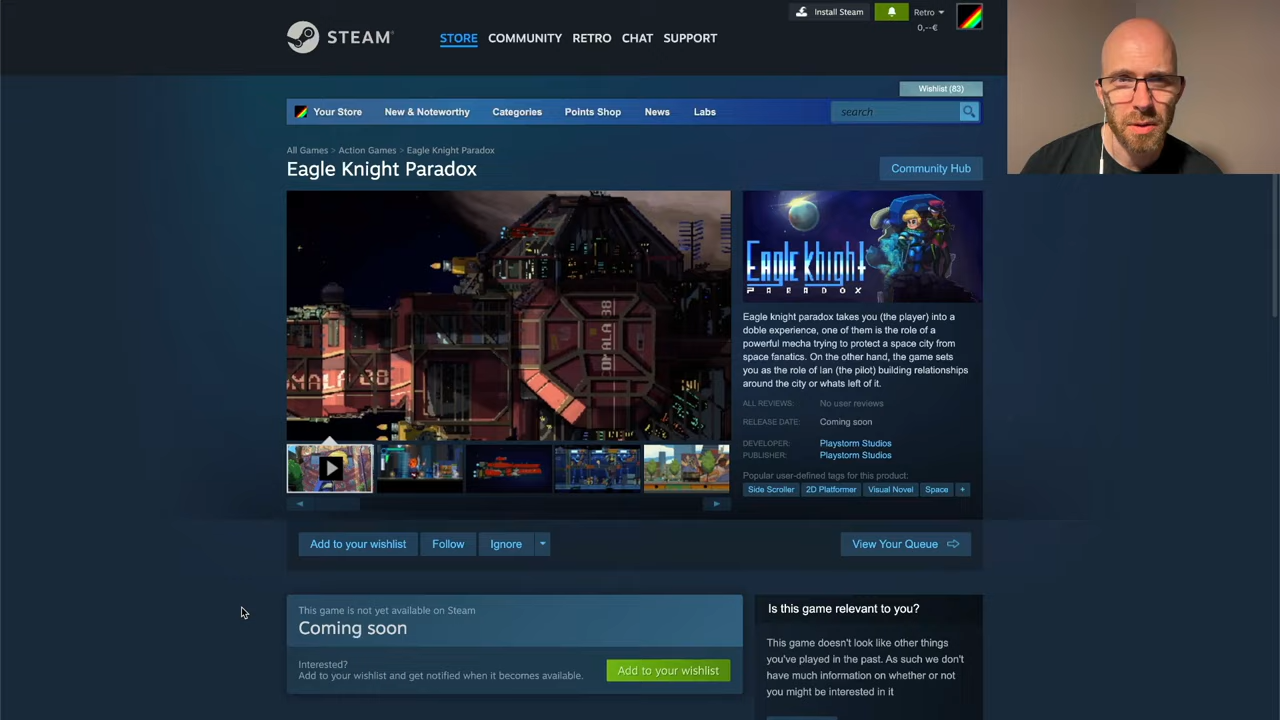 Install Steam
Retro
0,--€
STEAM
STORE COMMUNITY RETRO CHAT SUPPORT
Wishlist (83)
Your Store New & Noteworthy Categories Points Shop News Labs
search
All Games > Action Games > Eagle Knight Paradox
Eagle Knight Paradox
Community Hub
OMALA 38
MALA 38
Eagle Knight
PARADOX
Eagle knight paradox takes you (the player) into a
doble experience, one of them is the role of a
powerful mecha trying to protect a space city from
space fanatics. On the other hand, the game sets
you as the role of Ian (the pilot) building relationships
around the city or whats left of it.
ALL REVIEWS: No user reviews
RELEASE DATE: Coming soon
DEVELOPER: Playstorm Studios
PUBLISHER: Playstorm Studios
Popular user-defined tags for this product:
Side Scroller 2D Platformer Visual Novel Space +
Add to your wishlist Follow Ignore View Your Queue
This game is not yet available on Steam
Coming soon
Interested?
Add to your wishlist and get notified when it becomes available.
Add to your wishlist
Is this game relevant to you?
This game doesn't look like other things
you've played in the past. As such we don't
have much information on whether or not
you might be interested in it